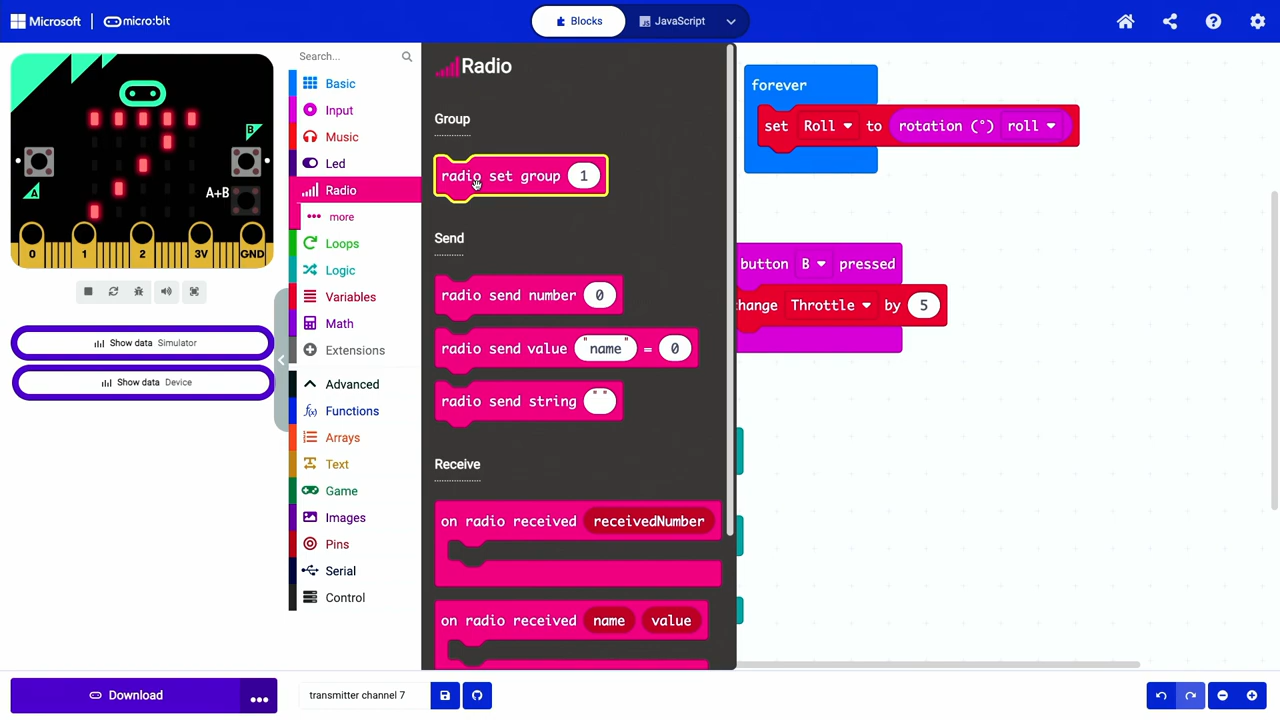 Microsoft
micro:bit
Blocks
JavaScript
B
A
A+B
0
1
2
3V
GND
Show data Simulator
Show data Device
Search...
Basic
Input
Music
Led
Radio
more
Loops
Logic
Variables
Math
Extensions
Advanced
Functions
Arrays
Text
Game
Images
Pins
Serial
Control
Radio
Group
radio set group 1
Send
radio send number 0
radio send value "name" = 0
radio send string " "
Receive
on radio received receivedNumber
on radio received name value
forever
set Roll to rotation (°) roll
button B pressed
hange Throttle by 5
Download
transmitter channel 7